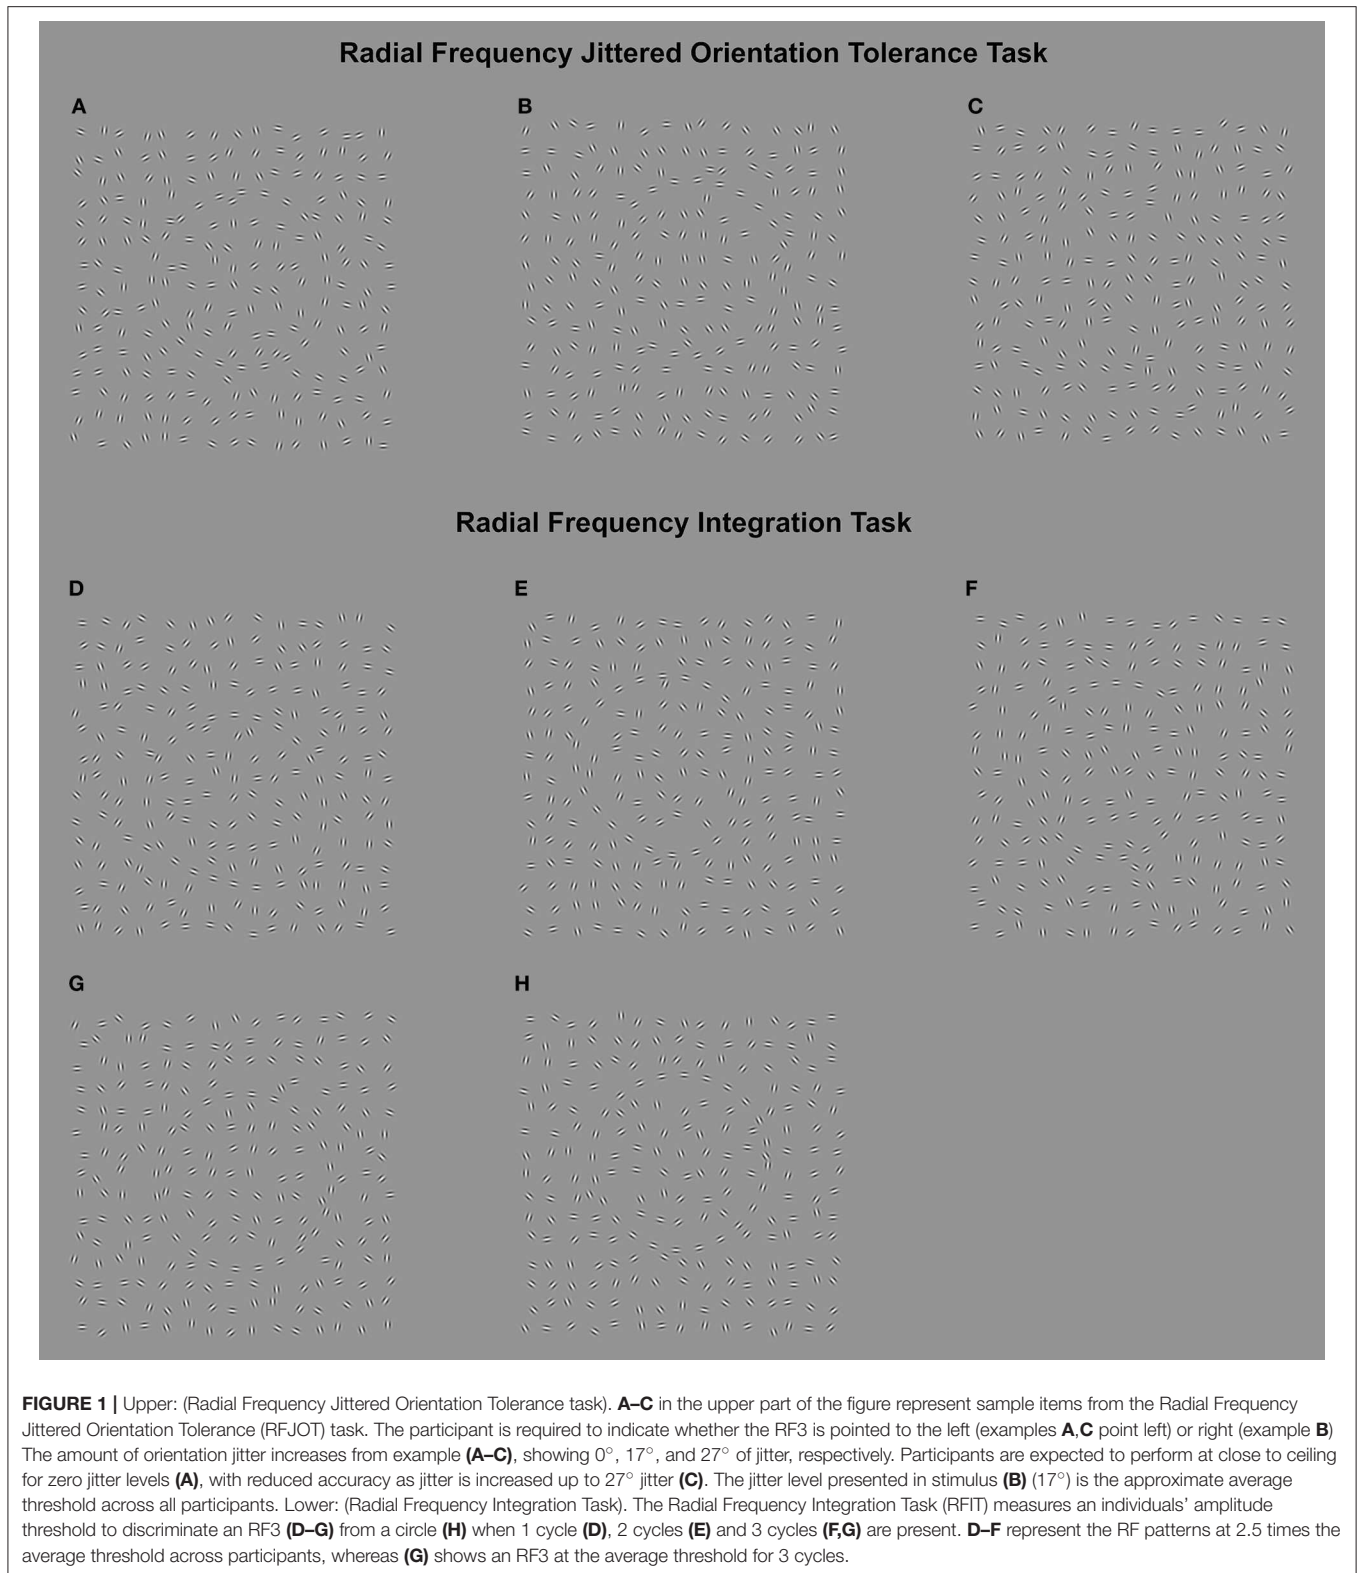 Radial Frequency Jittered Orientation Tolerance Task
A
B
C
Radial Frequency Integration Task
D
E
F
G
H
FIGURE 1 | Upper: (Radial Frequency Jittered Orientation Tolerance task). A–C in the upper part of the figure represent sample items from the Radial Frequency
Jittered Orientation Tolerance (RFJOT) task. The participant is required to indicate whether the RF3 is pointed to the left (examples A,C point left) or right (example B)
The amount of orientation jitter increases from example (A–C), showing 0°, 17°, and 27° of jitter, respectively. Participants are expected to perform at close to ceiling
for zero jitter levels (A), with reduced accuracy as jitter is increased up to 27° jitter (C). The jitter level presented in stimulus (B) (17°) is the approximate average
threshold across all participants. Lower: (Radial Frequency Integration Task). The Radial Frequency Integration Task (RFIT) measures an individuals' amplitude
threshold to discriminate an RF3 (D–G) from a circle (H) when 1 cycle (D), 2 cycles (E) and 3 cycles (F,G) are present. D–F represent the RF patterns at 2.5 times the
average threshold across participants, whereas (G) shows an RF3 at the average threshold for 3 cycles.